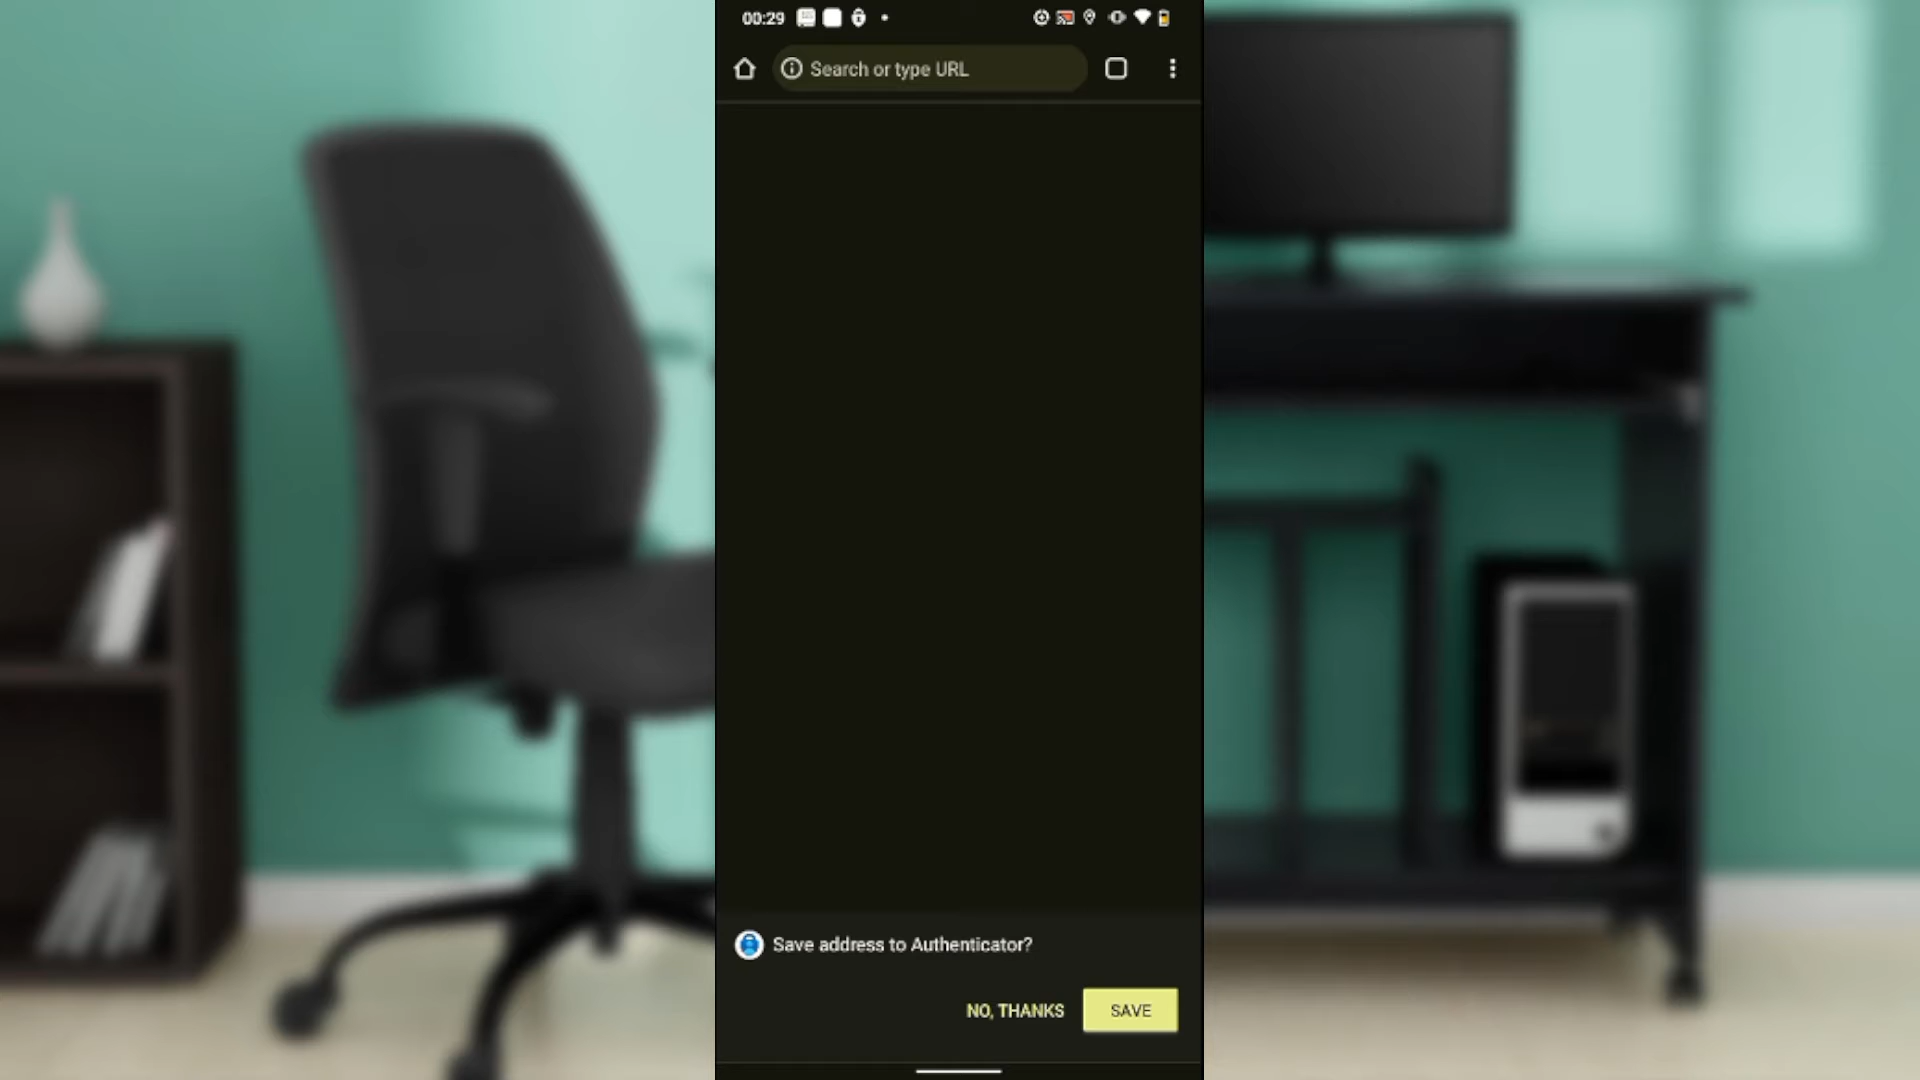 00:29
Search or type URL
Save address to Authenticator?
NO, THANKS
SAVE